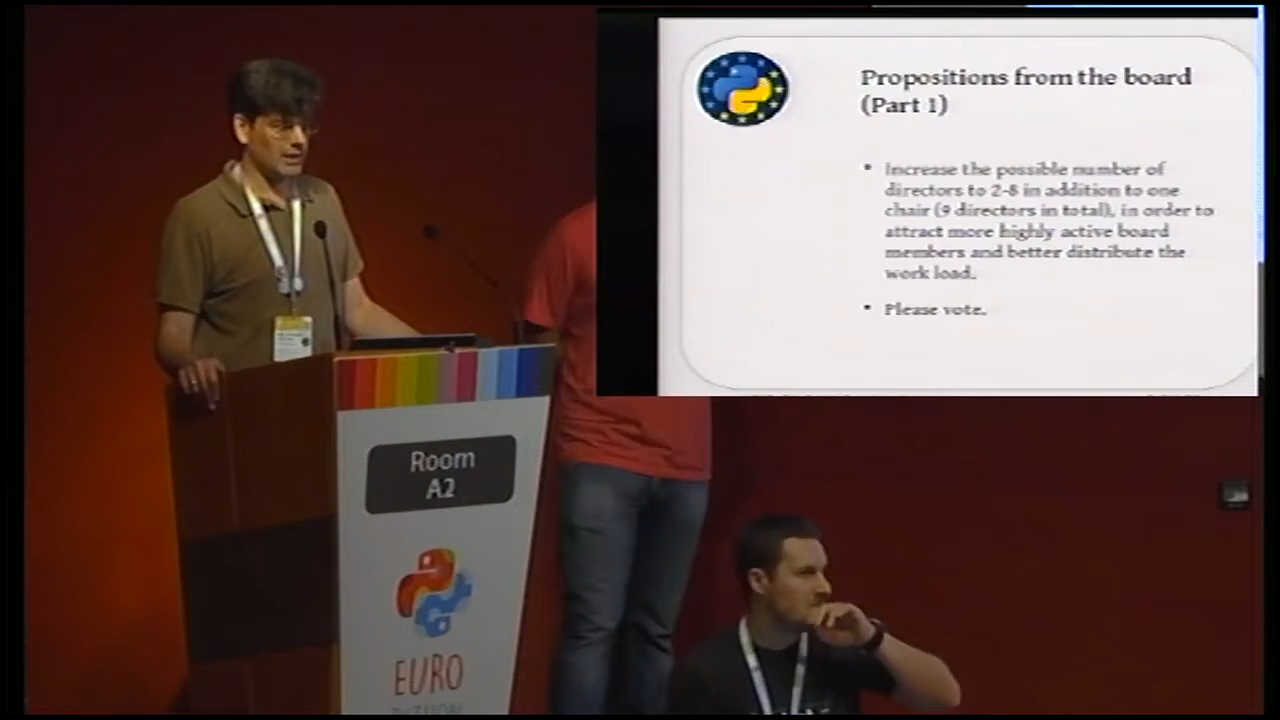 Propositions from the board
(Part 1)
• Increase the possible number of
directors to 2-8 in addition to one
chair (9 directors in total), in order to
attract more highly active board
members and better distribute the
work load.
• Please vote.
Room
A2
EURO